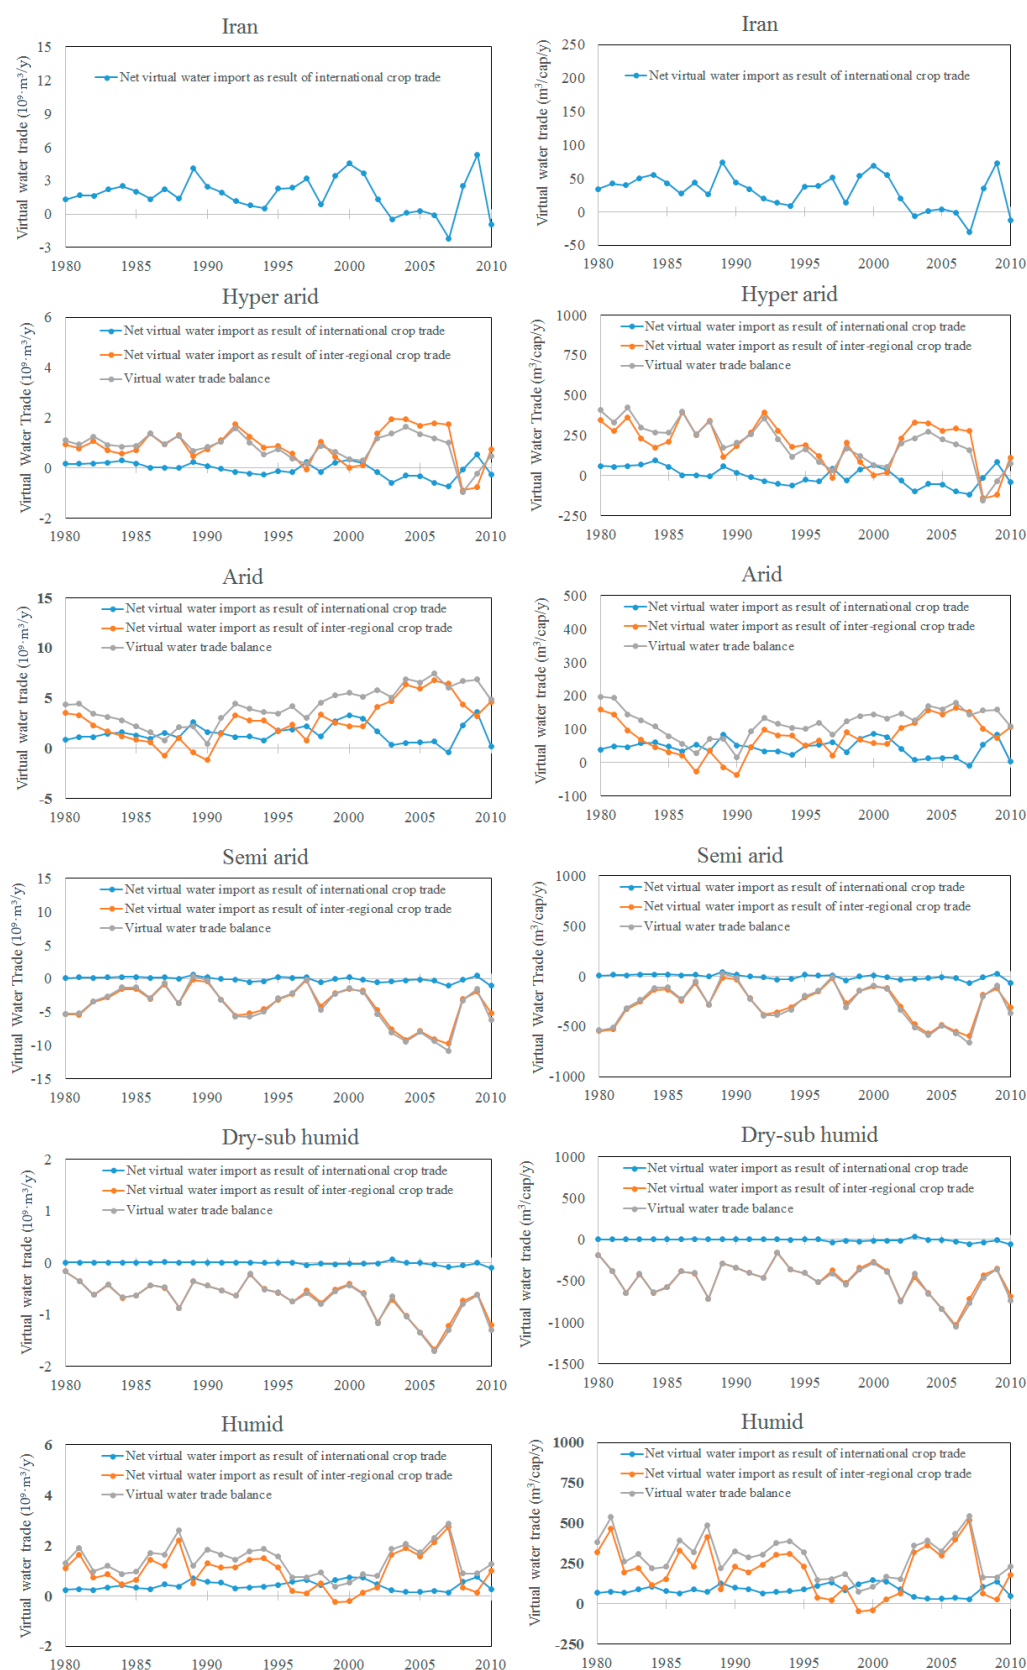 Iran
Virtual water trade (10⁹·m³/y)
15
12
9
6
3
0
-3
Net virtual water import as result of international crop trade
1980 1985 1990 1995 2000 2005 2010
Iran
Virtual water trade (m³/cap/y)
250
200
150
100
50
0
-50
Net virtual water import as result of international crop trade
1980 1985 1990 1995 2000 2005 2010
Hyper arid
Virtual Water Trade (10⁹·m³/y)
6
4
2
0
-2
Net virtual water import as result of international crop trade
Net virtual water import as result of inter-regional crop trade
Virtual water trade balance
1980 1985 1990 1995 2000 2005 2010
Hyper arid
Virtual Water trade (m³/cap/y)
1000
750
500
250
0
-250
Net virtual water import as result of international crop trade
Net virtual water import as result of inter-regional crop trade
Virtual water trade balance
1980 1985 1990 1995 2000 2005 2010
Arid
Virtual water trade (10⁹·m³/y)
15
10
5
0
-5
Net virtual water import as result of international crop trade
Net virtual water import as result of inter-regional crop trade
Virtual water trade balance
1980 1985 1990 1995 2000 2005 2010
Arid
Virtual water trade (m³/cap/y)
500
400
300
200
100
0
-100
Net virtual water import as result of international crop trade
Net virtual water import as result of inter-regional crop trade
Virtual water trade balance
1980 1985 1990 1995 2000 2005 2010
Semi arid
Virtual Water Trade (10⁹·m³/y)
15
10
5
0
-5
-10
-15
Net virtual water import as result of international crop trade
Net virtual water import as result of inter-regional crop trade
Virtual water trade balance
1980 1985 1990 1995 2000 2005 2010
Semi arid
Virtual Water trade (m³/cap/y)
1000
500
0
-500
-1000
Net virtual water import as result of international crop trade
Net virtual water import as result of inter-regional crop trade
Virtual water trade balance
1980 1985 1990 1995 2000 2005 2010
Dry-sub humid
Virtual water trade (10⁹·m³/y)
2
1
0
-1
-2
Net virtual water import as result of international crop trade
Net virtual water import as result of inter-regional crop trade
Virtual water trade balance
1980 1985 1990 1995 2000 2005 2010
Dry-sub humid
Virtual water trade (m³/cap/y)
1000
500
0
-500
-1000
-1500
Net virtual water import as result of international crop trade
Net virtual water import as result of inter-regional crop trade
Virtual water trade balance
1980 1985 1990 1995 2000 2005 2010
Humid
Virtual water trade (10⁹·m³/y)
6
4
2
0
-2
Net virtual water import as result of international crop trade
Net virtual water import as result of inter-regional crop trade
Virtual water trade balance
1980 1985 1990 1995 2000 2005 2010
Humid
Virtual water trade (m³/cap/y)
1000
750
500
250
0
-250
Net virtual water import as result of international crop trade
Net virtual water import as result of inter-regional crop trade
Virtual water trade balance
1980 1985 1990 1995 2000 2005 2010